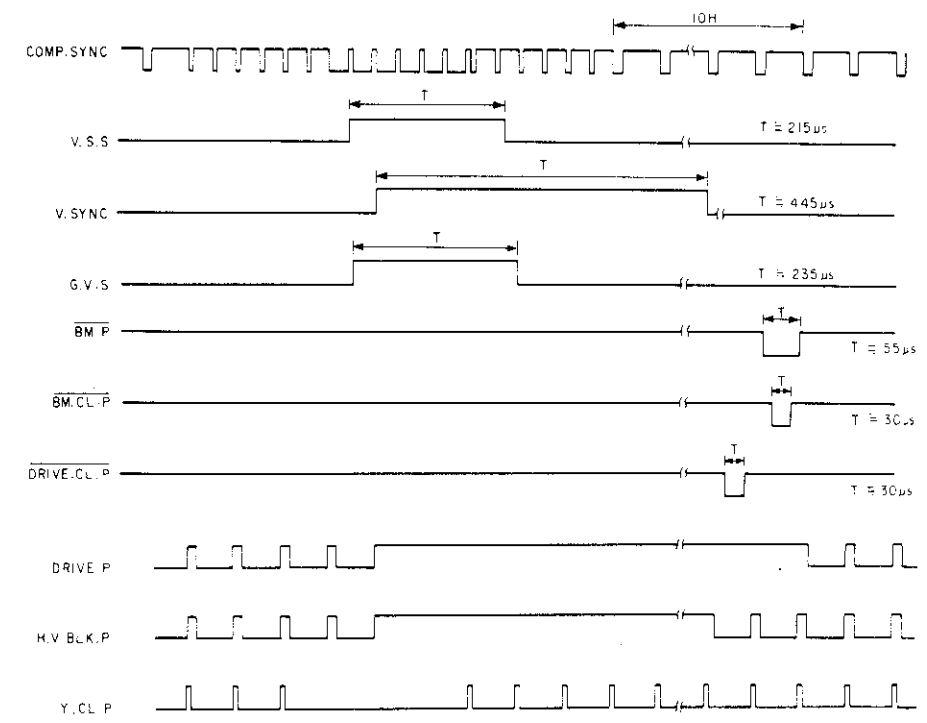 10H
COMP.SYNC
T
V.S.S
T ≒ 215µs
T
V.SYNC
T ≒ 445µs
T
G.V.S
T ≒ 235µs
T
BM.P
T ≒ 55µs
T
BM.CL.P
T ≒ 30µs
T
DRIVE.CL.P
T ≒ 30µs
DRIVE P
H.V BLK.P
Y.CL P